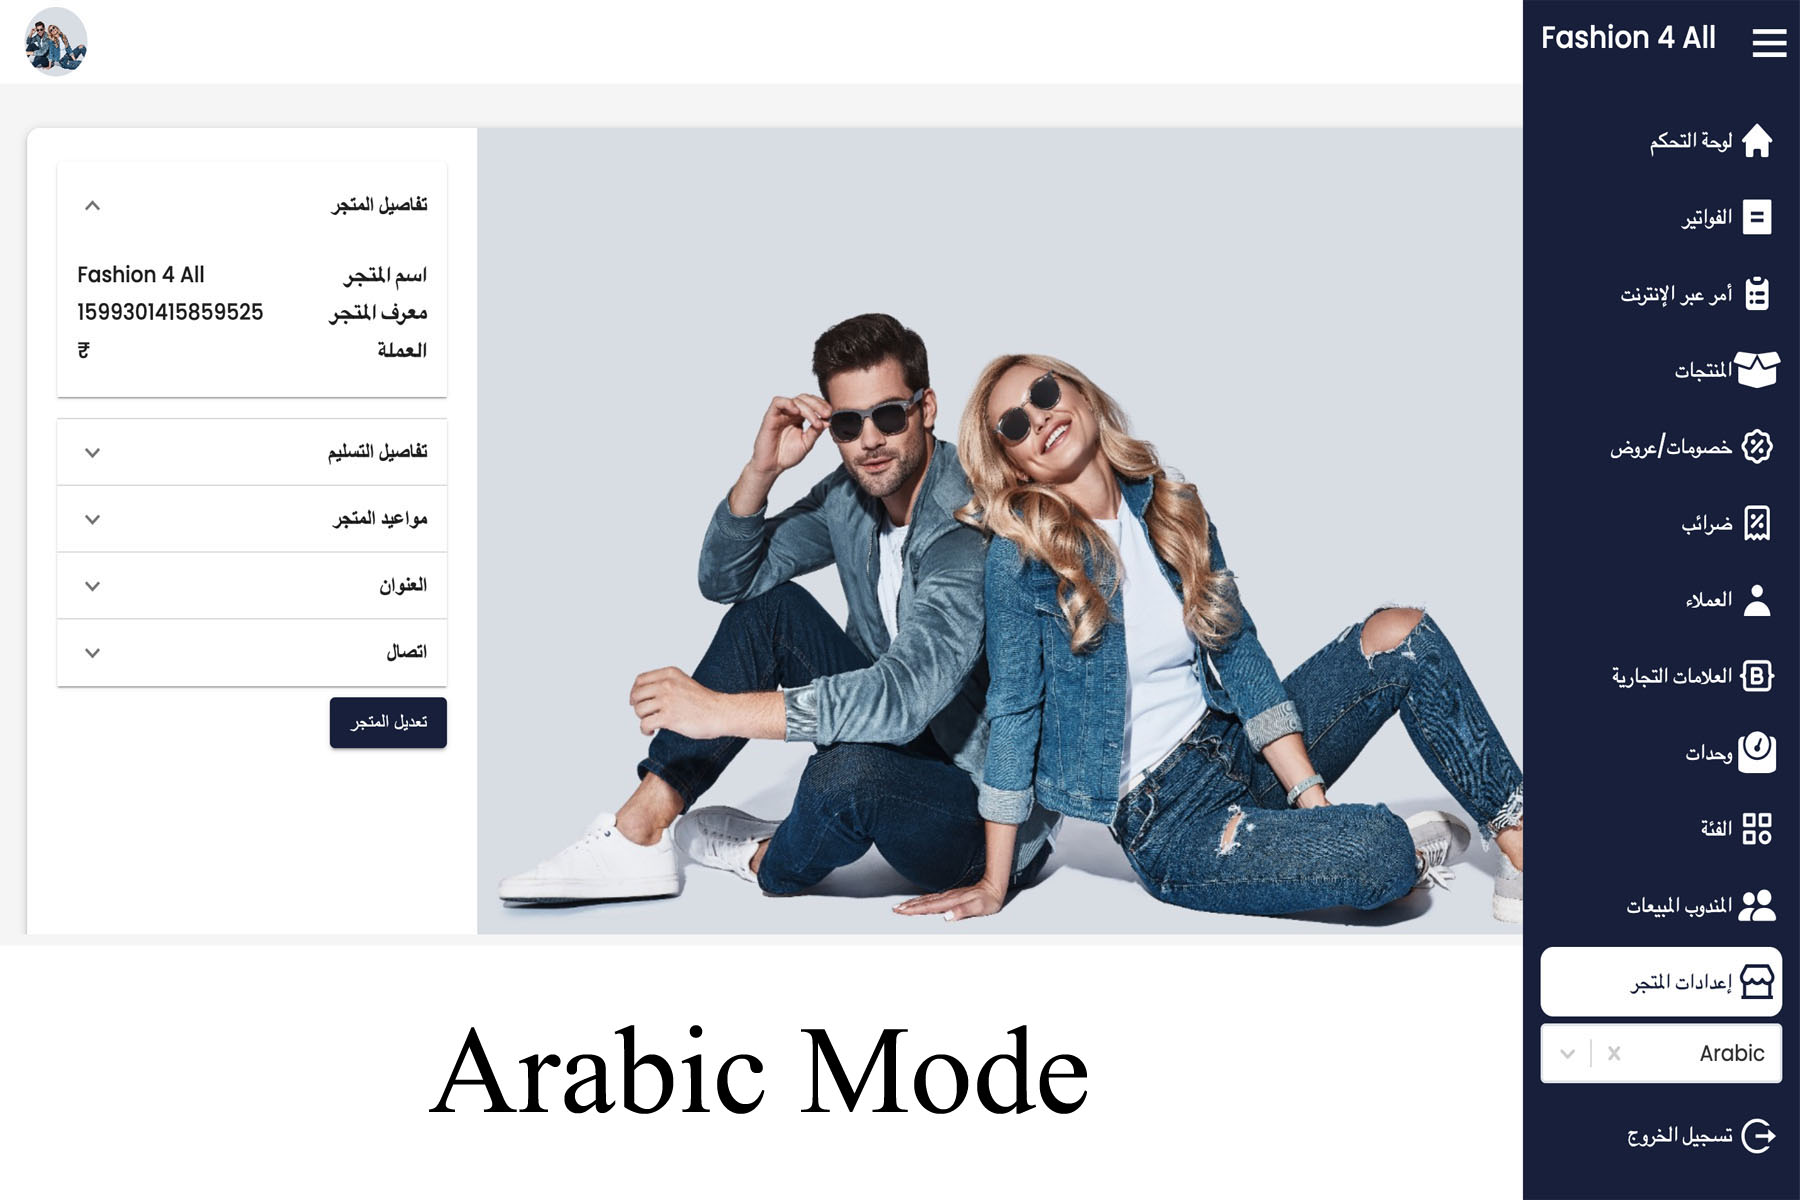 Fashion 4 All
لوحة التحكم
الفواتير
أمر عبر الإنترنت
المنتجات
خصومات/عروض
ضرائب
العملاء
العلامات التجارية
وحدات
الفئة
المندوب المبيعات
إعدادات المتجر
Arabic
تسجيل الخروج
تفاصيل المتجر
اسم المتجر Fashion 4 All
معرف المتجر 1599301415859525
العملة ₹
تفاصيل التسليم
مواعيد المتجر
العنوان
اتصال
تعديل المتجر
Arabic Mode